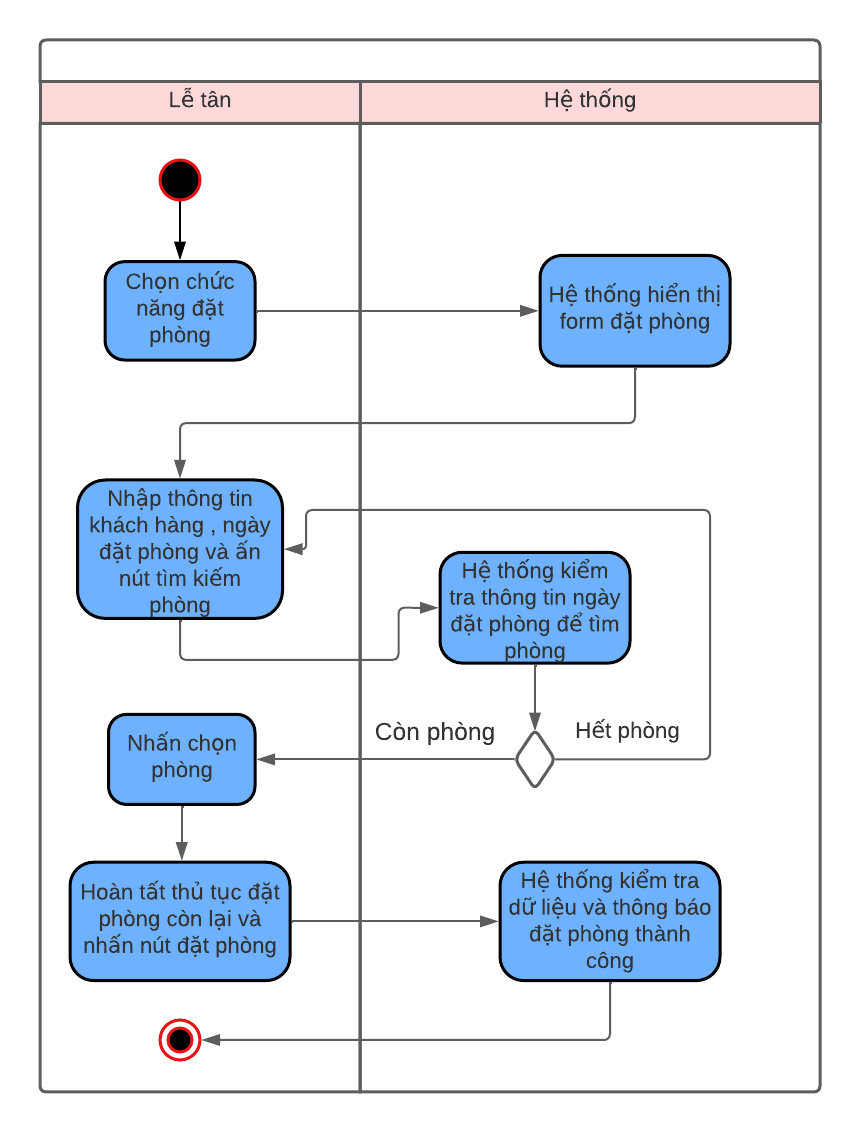 Lễ tân
Hệ thống
Chọn chức
năng đặt
phòng
Hệ thống hiển thị
form đặt phòng
Nhập thông tin
khách hàng , ngày
đặt phòng và ấn
nút tìm kiếm
phòng
Hệ thống kiểm
tra thông tin ngày
đặt phòng để tìm
phòng
Còn phòng
Hết phòng
Nhấn chọn
phòng
Hoàn tất thủ tục đặt
phòng còn lại và
nhấn nút đặt phòng
Hệ thống kiểm tra
dữ liệu và thông báo
đặt phòng thành
công